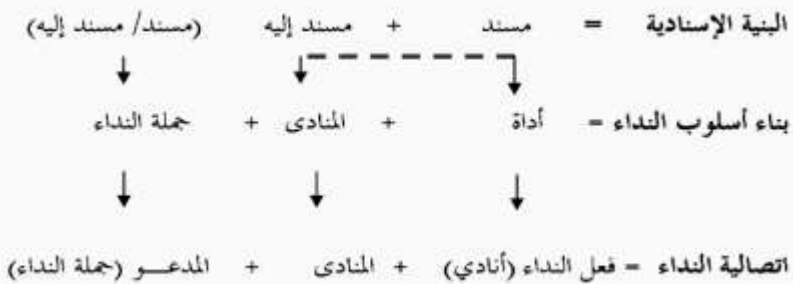 البنية الإسنادية = مسند + مسند إليه (مسند/ مسند إليه)
بناء أسلوب النداء = أداة + المنادى + جملة النداء
اتصالية النداء = فعل النداء (أنادي) + المنادى + المدعــو (جملة النداء)